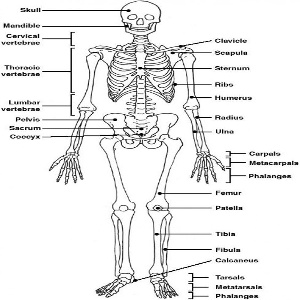 Skull
Mandible
Cervical
vertebrae
Thoracic
vertebrae
Lumbar
vertebrae
Pelvis
Sacrum
Coccyx
Clavicle
Scapula
Sternum
Ribs
Humerus
Radius
Ulna
Carpals
Metacarpals
Phalanges
Femur
Patella
Tibia
Fibula
Calcaneus
Tarsals
Metatarsals
Phalanges